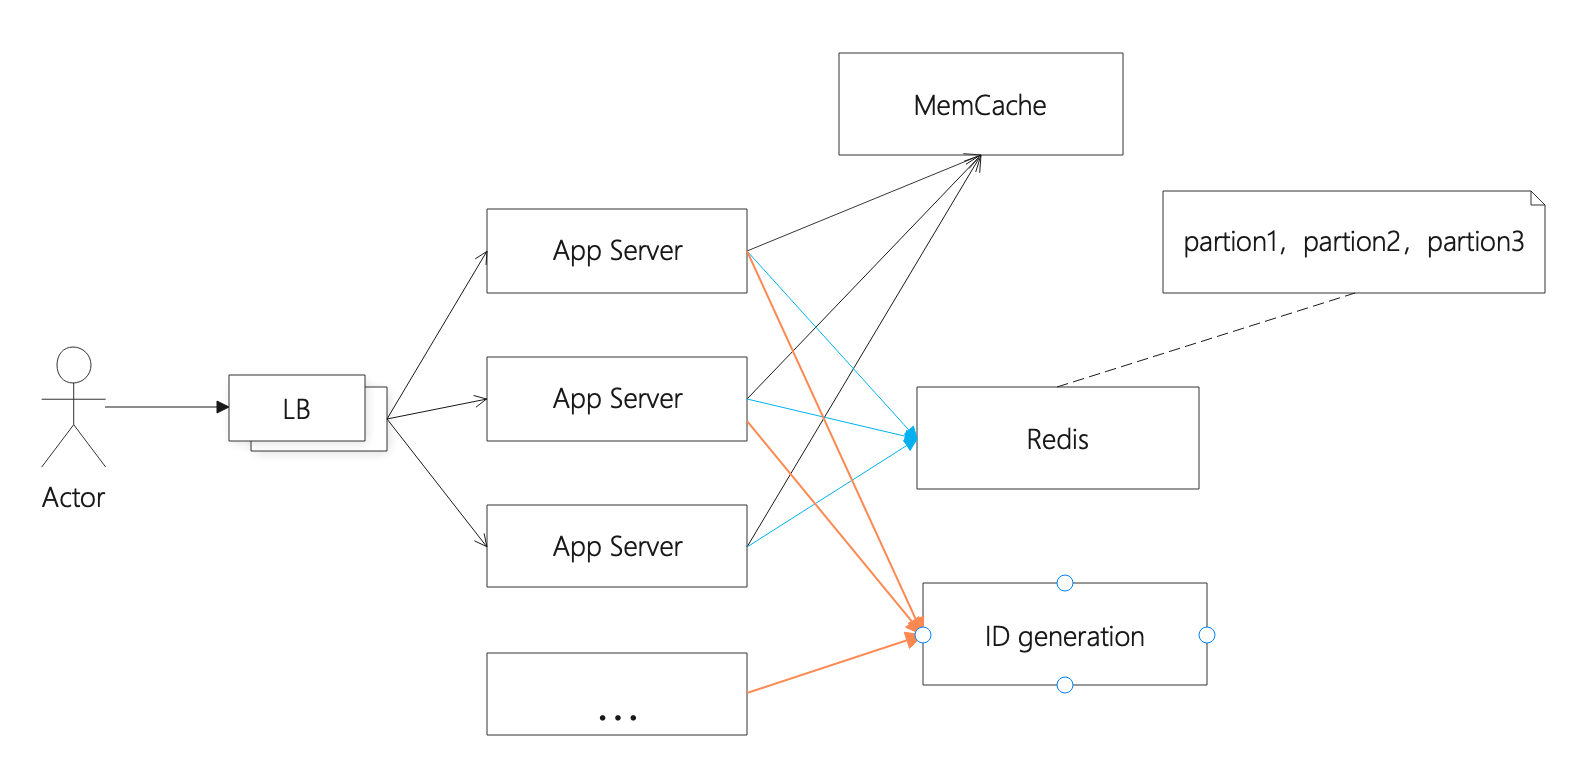 MemCache
App Server
partion1，partion2，partion3
App Server
LB
Redis
Actor
App Server
ID generation
...